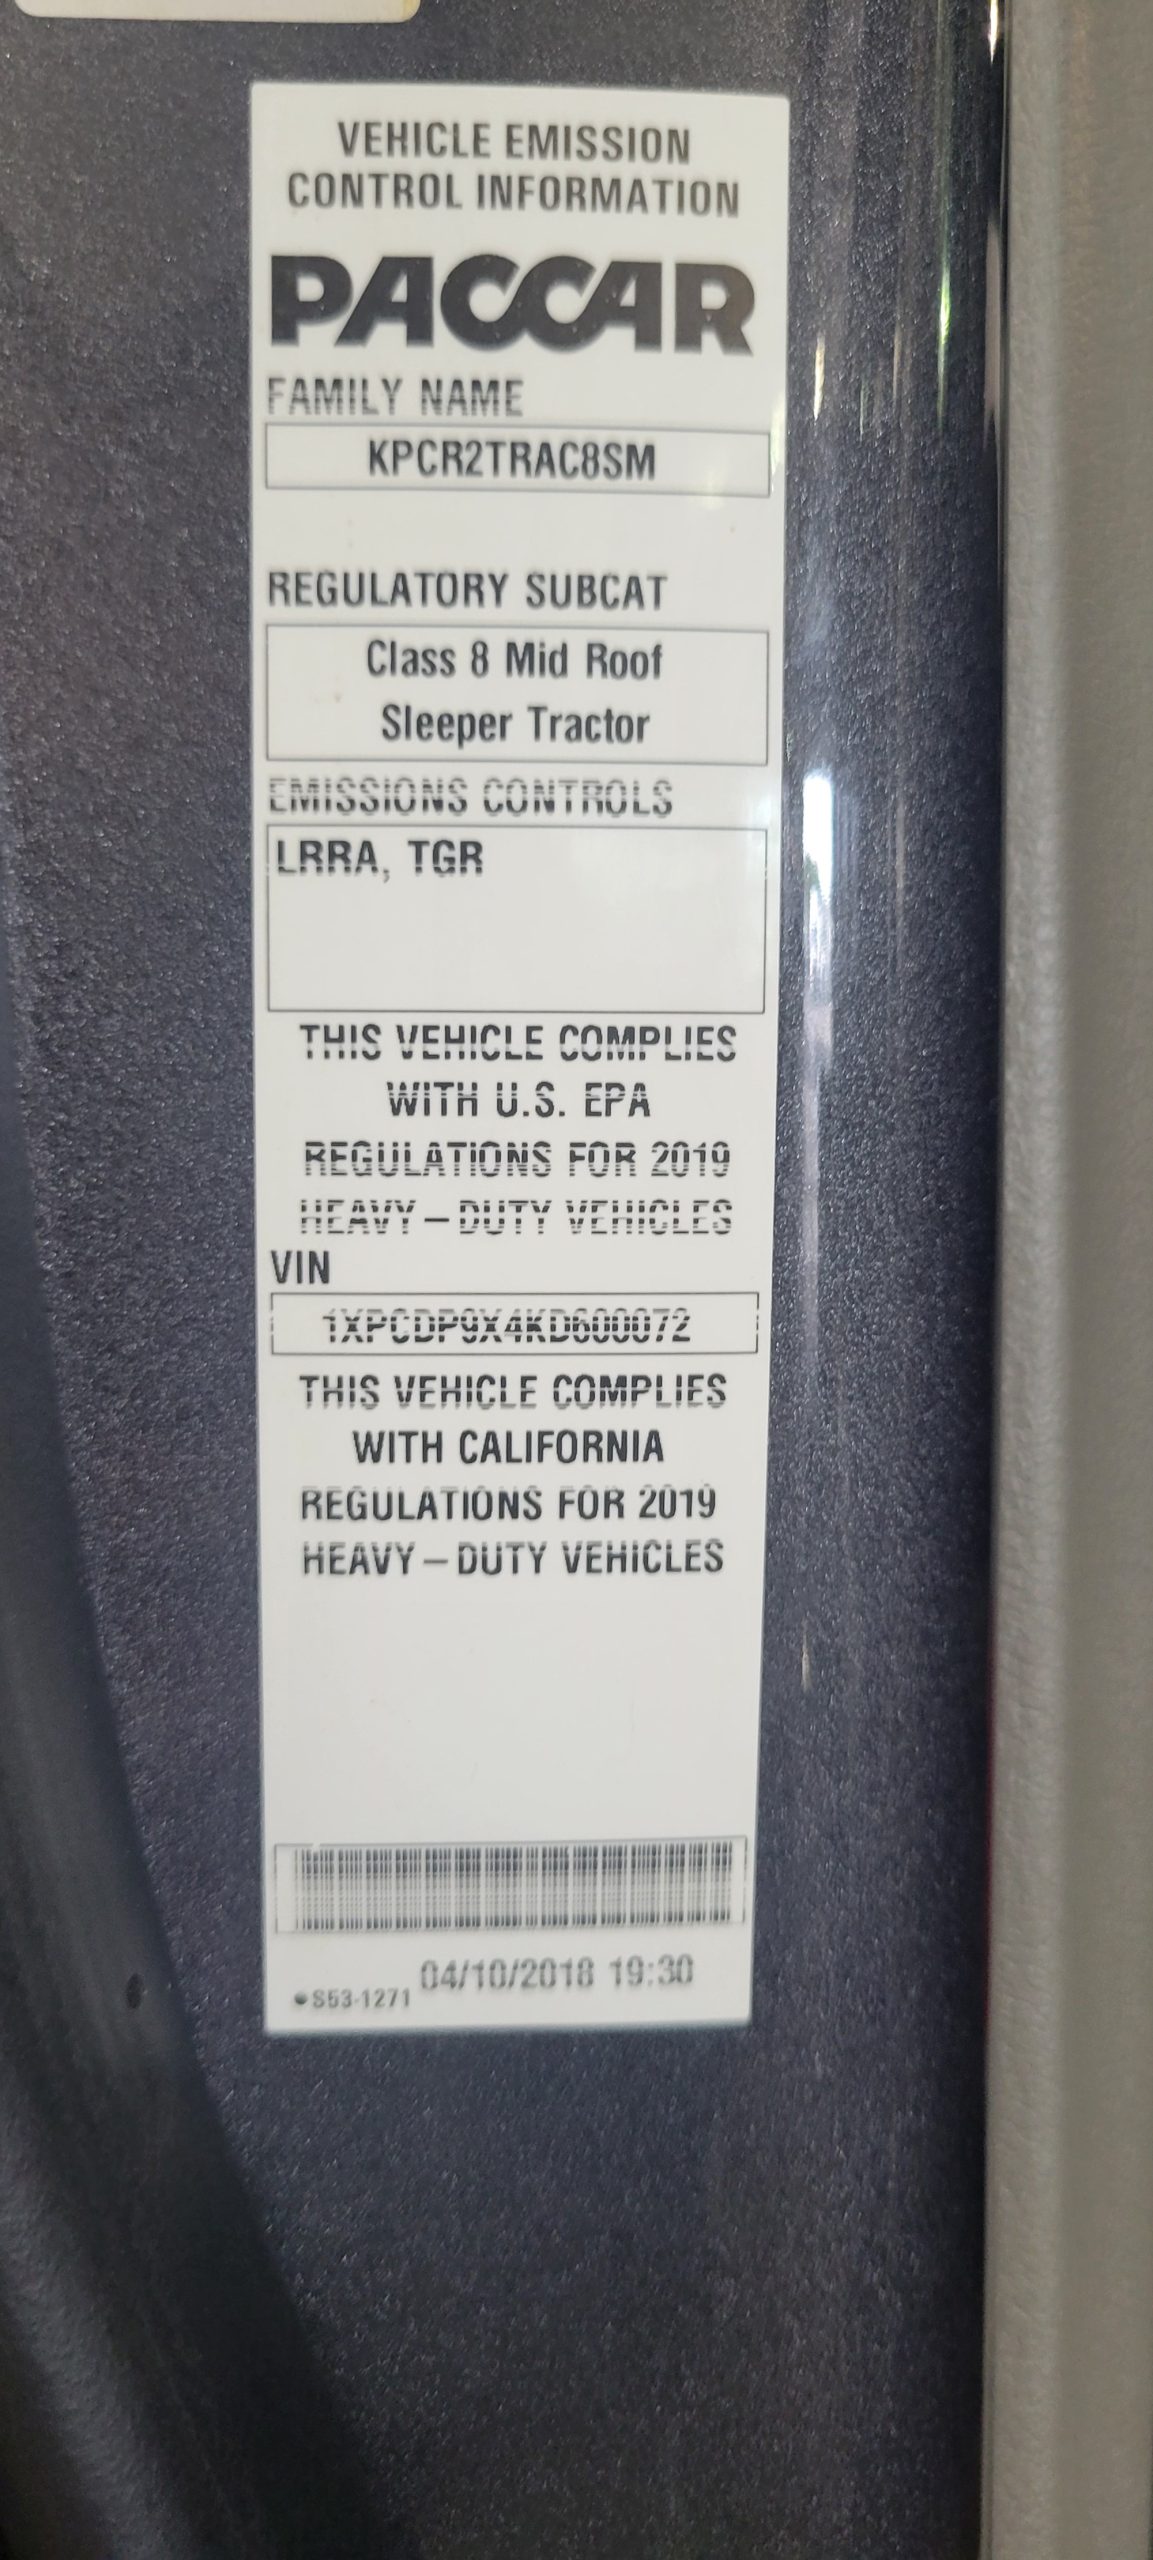 VEHICLE EMISSION
CONTROL INFORMATION
PACCAR
FAMILY NAME
KPCR2TRAC8SM
REGULATORY SUBCAT
Class 8 Mid Roof
Sleeper Tractor
EMISSIONS CONTROLS
LRRA, TGR
THIS VEHICLE COMPLIES
WITH U.S. EPA
REGULATIONS FOR 2019
HEAVY – DUTY VEHICLES
VIN
1XPCDP9X4KD600072
THIS VEHICLE COMPLIES
WITH CALIFORNIA
REGULATIONS FOR 2019
HEAVY – DUTY VEHICLES
04/10/2018 19:30
•S53-1271